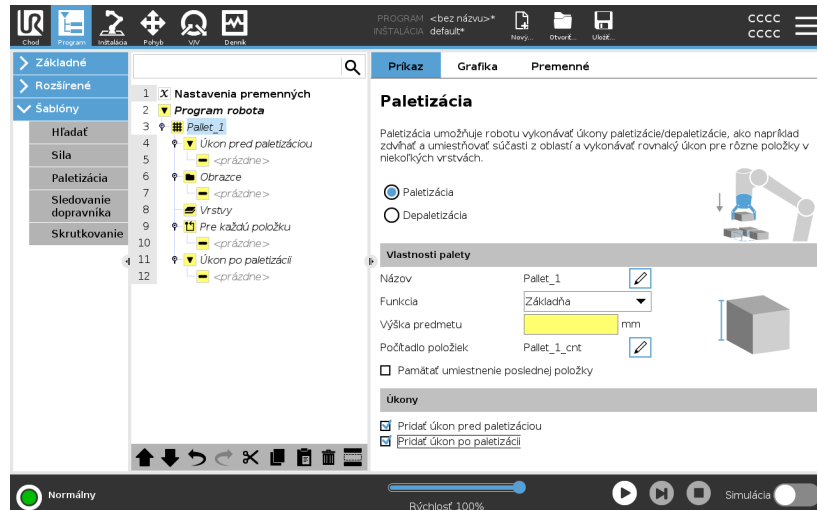 PROGRAM <bez názvu>*
INŠTALÁCIA default*
Chod Program Inštalácia Pohyb V/V Denník
Nový... Otvoriť... Uložiť...
cccc
cccc
Základné
Rozšírené
Šablóny
Hľadať
Sila
Paletizácia
Sledovanie
dopravníka
Skrutkovanie
1 X Nastavenia premenných
2 Program robota
3 Pallet_1
4 Úkon pred paletizáciou
5 <prázdne>
6 Obrazce
7 <prázdne>
8 Vrstvy
9 Pre každú položku
10 <prázdne>
11 Úkon po paletizácii
12 <prázdne>
Príkaz Grafika Premenné
Paletizácia
Paletizácia umožňuje robotu vykonávať úkony paletizácie/depaletizácie, ako napríklad
zdvíhať a umiestňovať súčasti z oblastí a vykonávať rovnaký úkon pre rôzne položky v
niekoľkých vrstvách.
Paletizácia
Depaletizácia
Vlastnosti palety
Názov Pallet_1
Funkcia Základňa
Výška predmetu mm
Počítadlo položiek Pallet_1_cnt
Pamätať umiestnenie poslednej položky
Úkony
Pridať úkon pred paletizáciou
Pridať úkon po paletizácii
Normálny
Rýchlosť 100%
Simulácia